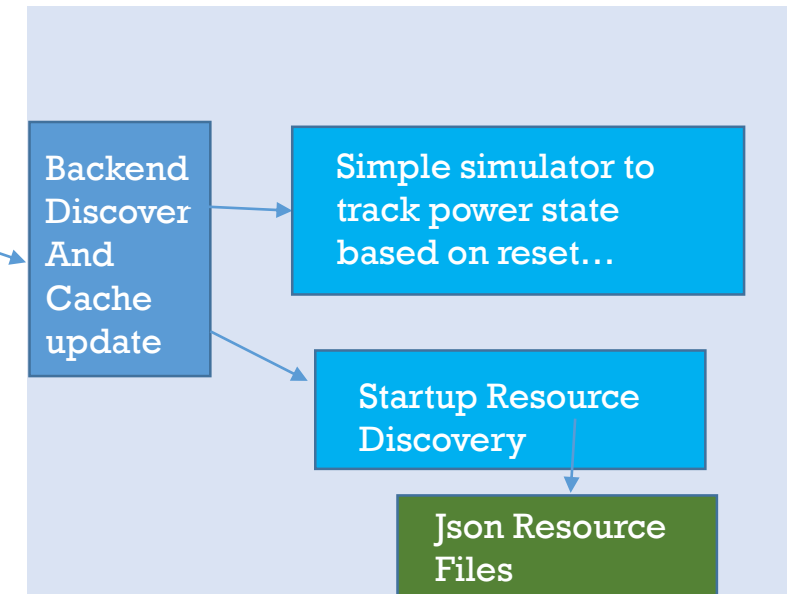 Backend
Discover
And
Cache
update
Simple simulator to
track power state
based on reset…
Startup Resource
Discovery
Json Resource
Files